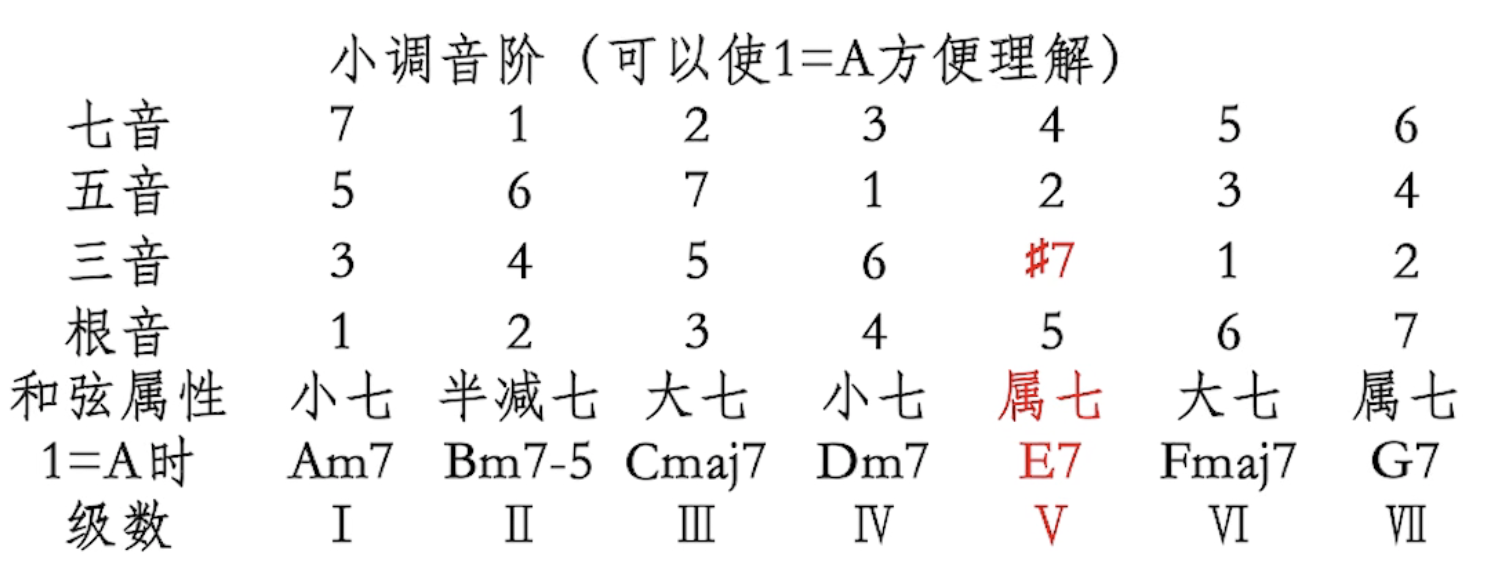 小调音阶（可以使1=A方便理解）
七音 7 1 2 3 4 5 6
五音 5 6 7 1 2 3 4
三音 3 4 5 6 ♯7 1 2
根音 1 2 3 4 5 6 7
和弦属性 小七 半减七 大七 小七 属七 大七 属七
1=A时 Am7 Bm7-5 Cmaj7 Dm7 E7 Fmaj7 G7
级数 Ⅰ Ⅱ Ⅲ Ⅳ Ⅴ Ⅵ Ⅶ